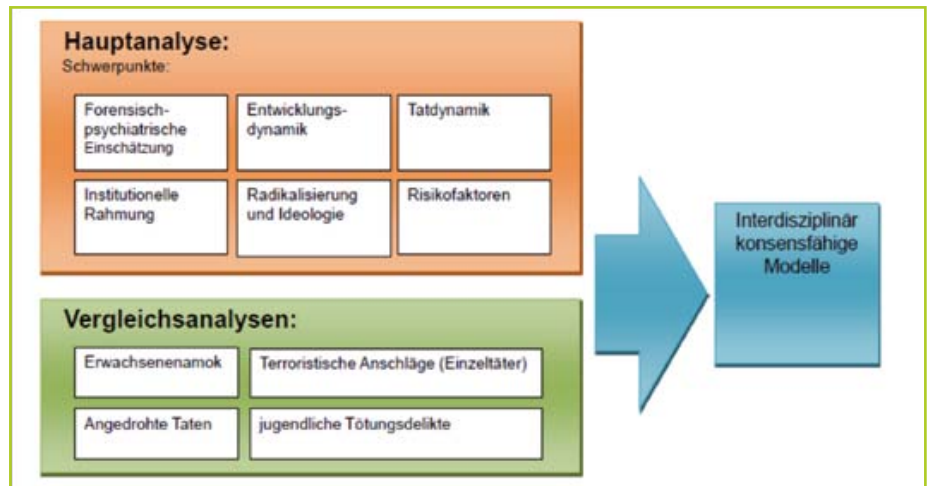 Hauptanalyse:
Schwerpunkte:
Forensisch-
psychiatrische
Einschätzung
Entwicklungs-
dynamik
Tatdynamik
Institutionelle
Rahmung
Radikalisierung
und Ideologie
Risikofaktoren
Vergleichsanalysen:
Erwachsenenamok
Terroristische Anschläge (Einzeltäter)
Angedrohte Taten
jugendliche Tötungsdelikte
Interdisziplinär
konsensfähige
Modelle